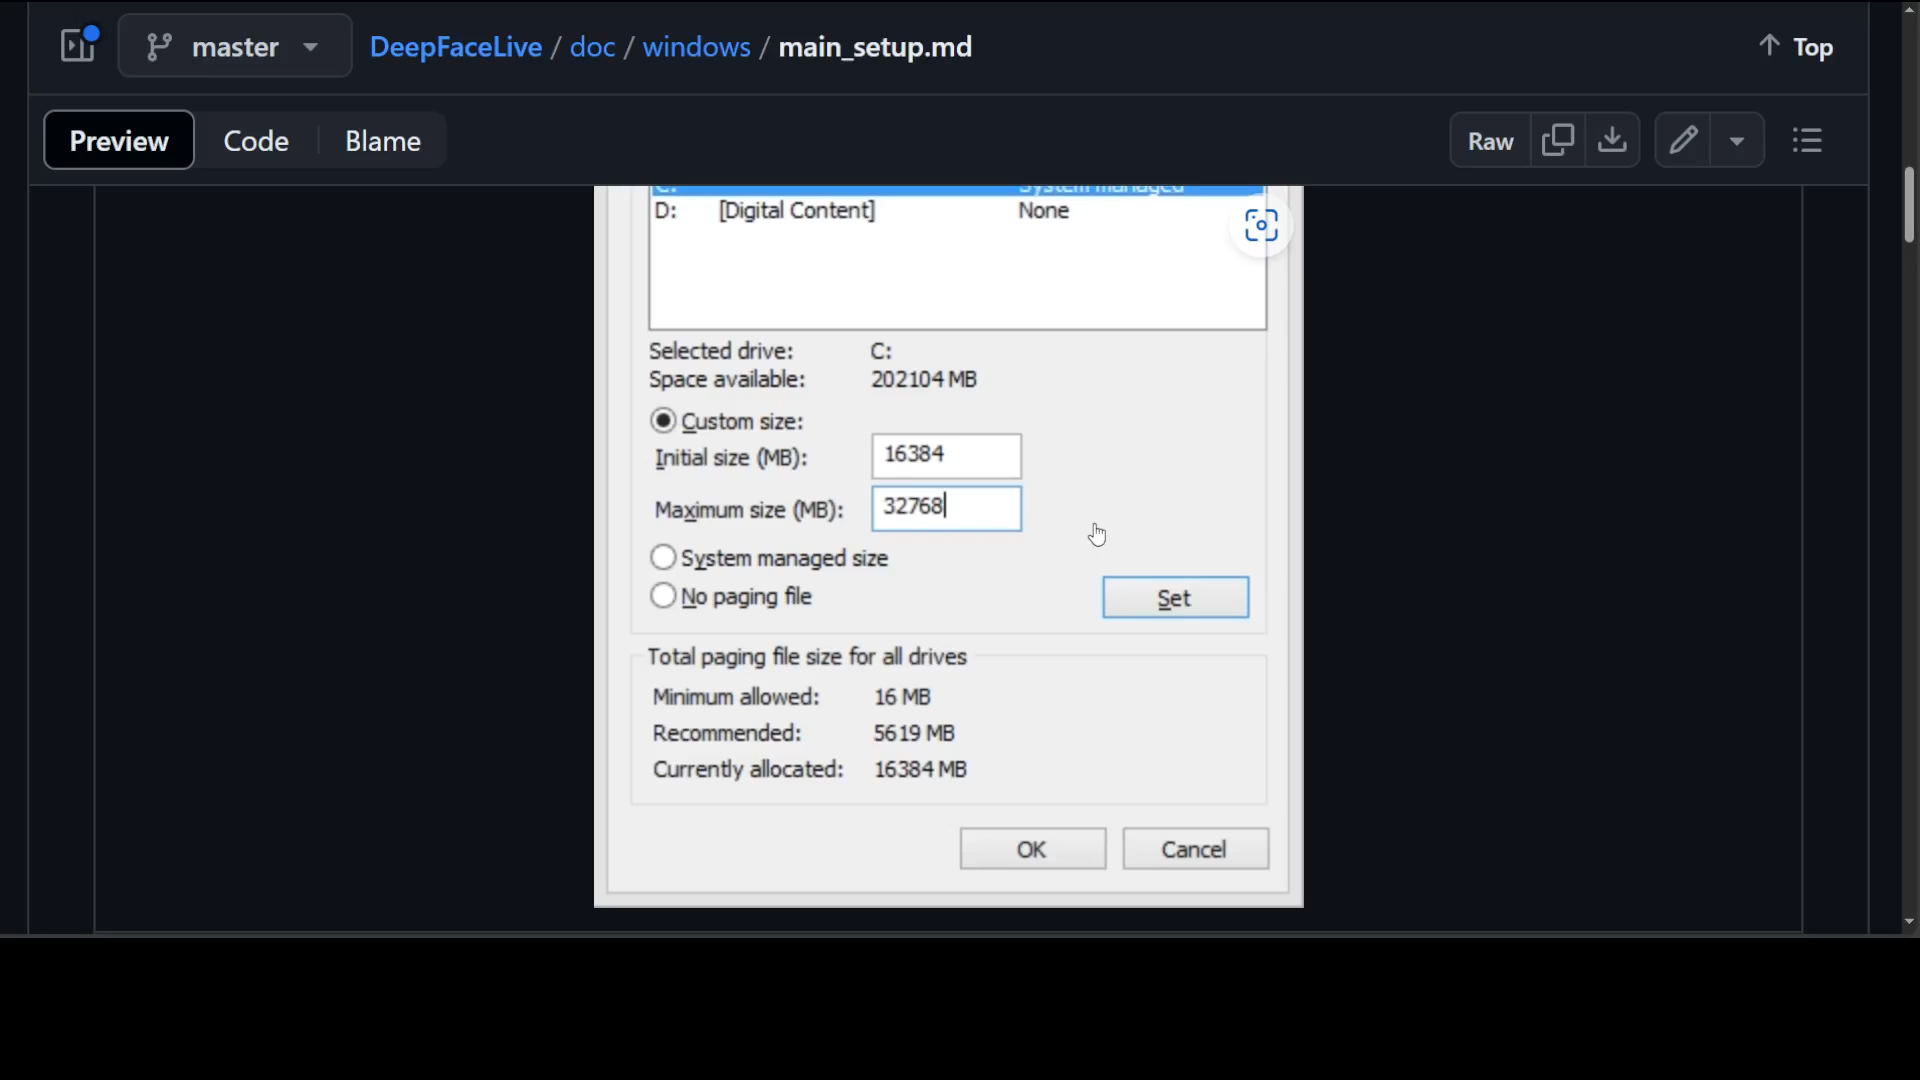 master
DeepFaceLive / doc / windows / main_setup.md
Top
Preview
Code
Blame
Raw
C: System managed
D: [Digital Content] None
Selected drive: C:
Space available: 202104 MB
Custom size:
Initial size (MB): 16384
Maximum size (MB): 32768
System managed size
No paging file
Set
Total paging file size for all drives
Minimum allowed: 16 MB
Recommended: 5619 MB
Currently allocated: 16384 MB
OK
Cancel